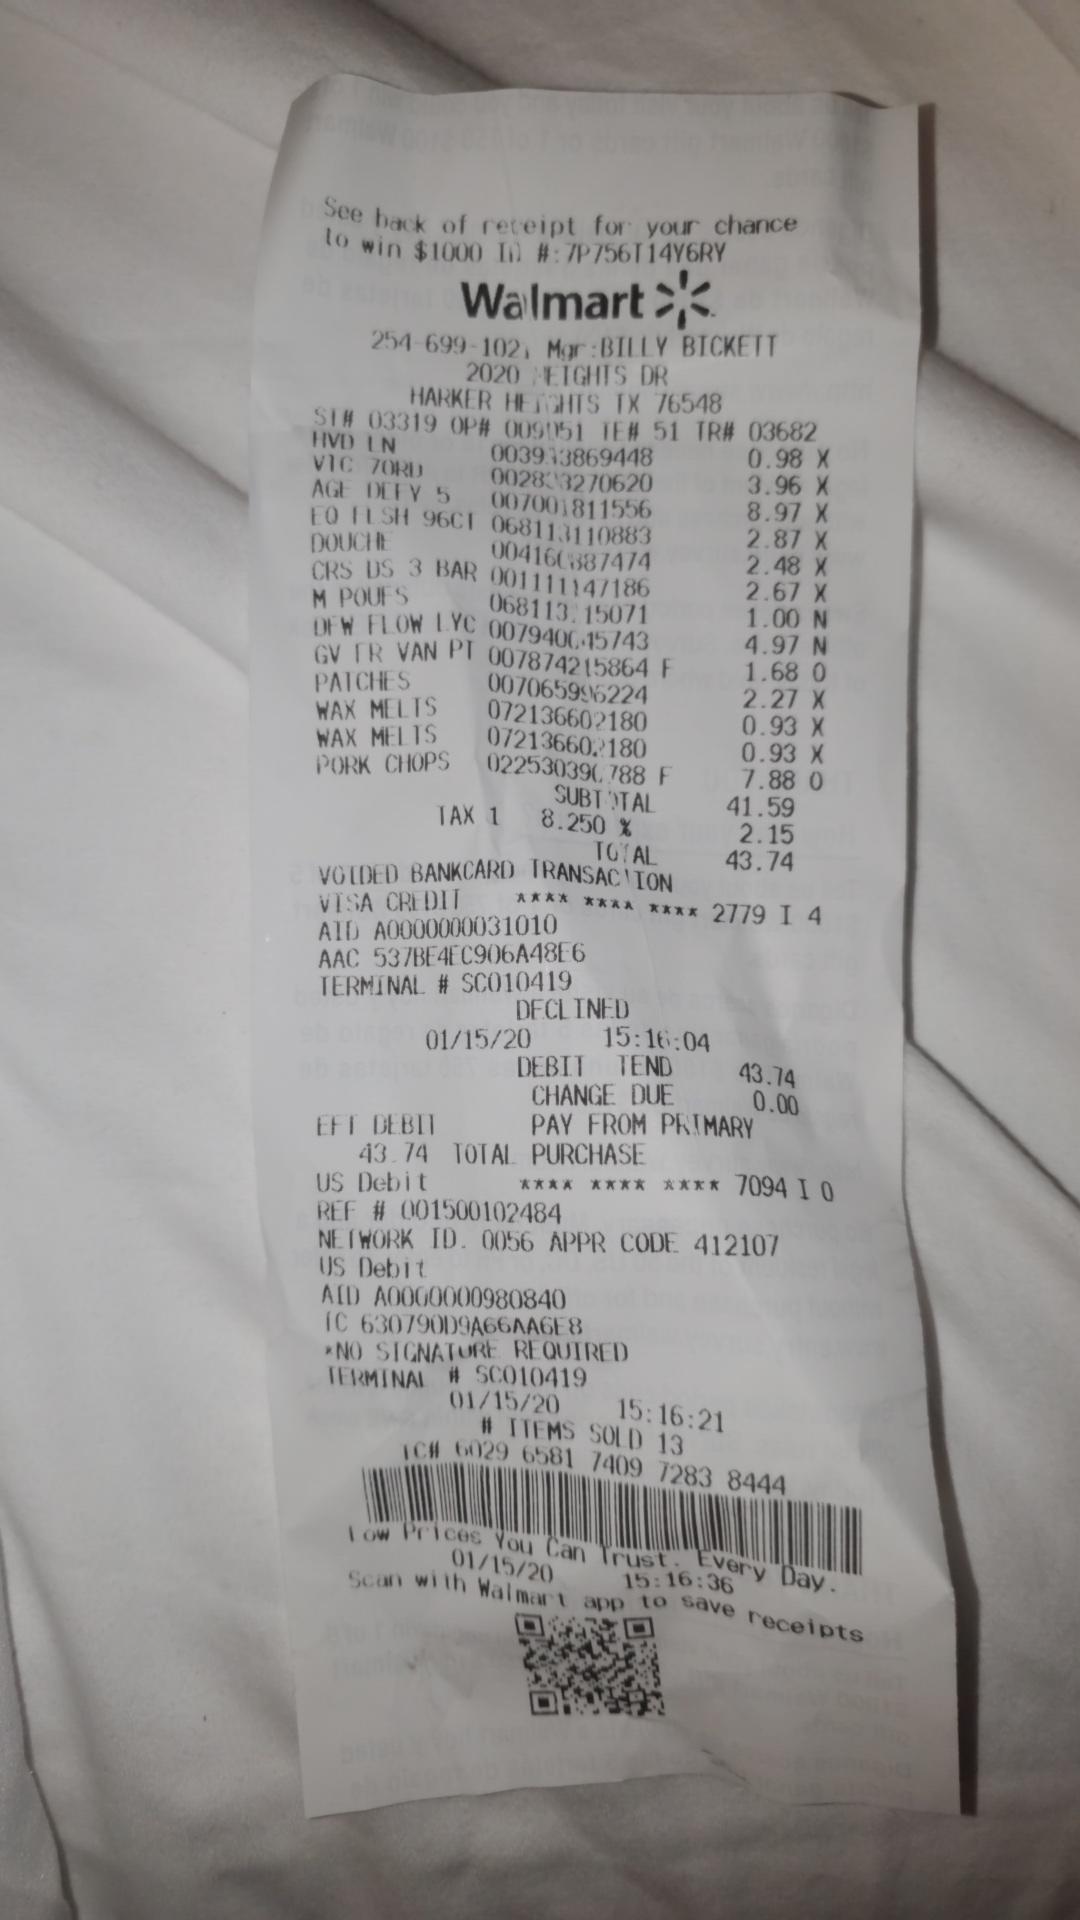 See back of receipt for your chance
to win $1000 ID #:7P756T14Y6RY
Walmart
254-699-102 Mgr:BILLY BICKETT
2020 HEIGHTS DR
HARKER HEIGHTS TX 76548
ST# 03319 OP# 009051 TE# 51 TR# 03682
HVD LN 0.98 X
VIC 70RD 3.96 X
AGE DEFY 5 007001811556 8.97 X
EQ FLSH 96CT 068113110883 2.87 X
DOUCHE 2.48 X
CRS DS 3 BAR 001111147186 2.67 X
M POUFS 1.00 N
DFW FLOW LYC 4.97 N
GV TR VAN PT 007874215864 F 1.68 O
PATCHES 007065996224 2.27 X
WAX MELTS 072136602180 0.93 X
WAX MELTS 072136602180 0.93 X
PORK CHOPS F 7.88 O
SUBTOTAL 41.59
TAX 1 8.250 % 2.15
TOTAL 43.74
VOIDED BANKCARD TRANSACTION
VISA CREDIT **** **** **** 2779 I 4
AID A0000000031010
AAC 537BE4EC906A48E6
TERMINAL # SC010419
DECLINED
01/15/20 15:16:04
DEBIT TEND 43.74
CHANGE DUE 0.00
EFT DEBIT PAY FROM PRIMARY
43.74 TOTAL PURCHASE
US Debit **** **** **** 7094 I 0
REF # 001500102484
NETWORK ID. 0056 APPR CODE 412107
US Debit
AID A0000000980840
TC 630790D9A66AA6E8
*NO SIGNATURE REQUIRED
TERMINAL # SC010419
01/15/20 15:16:21
# ITEMS SOLD 13
TC# 6029 6581 7409 7283 8444
Low Prices You Can Trust. Every Day.
01/15/20 15:16:36
Scan with Walmart app to save receipts